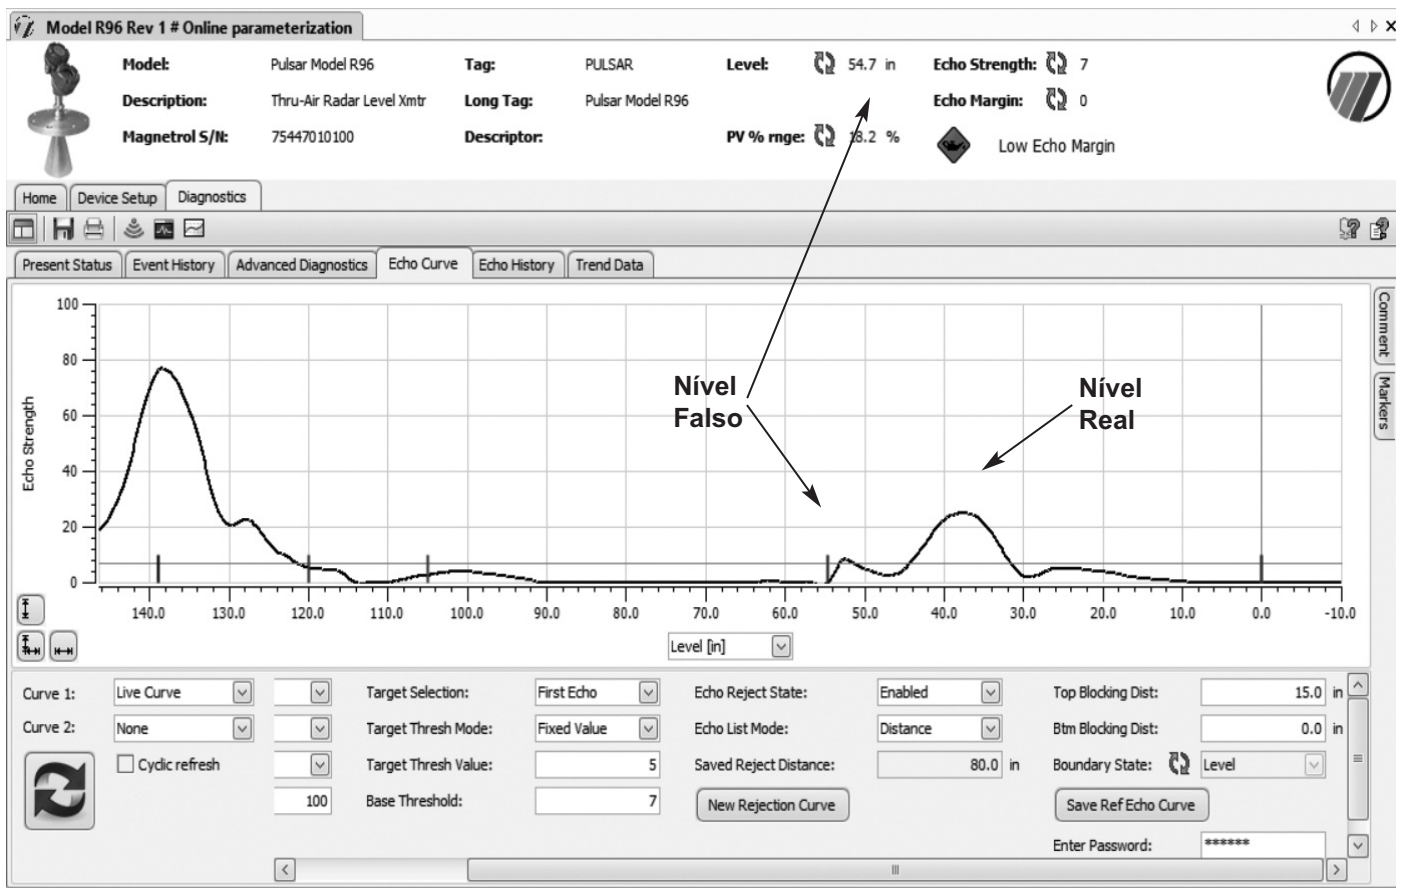 Model R96 Rev 1 # Online parameterization
Model: Pulsar Model R96 Tag: PULSAR Level: 54.7 in Echo Strength: 7
Description: Thru-Air Radar Level Xmtr Long Tag: Pulsar Model R96 Echo Margin: 0
Magnetrol S/N: 75447010100 Descriptor: PV % rnge: 18.2 % Low Echo Margin
Home Device Setup Diagnostics
Present Status Event History Advanced Diagnostics Echo Curve Echo History Trend Data
Comment
Markers
Echo Strength
100
80
60
40
20
0
Nível
Falso
Nível
Real
140.0 130.0 120.0 110.0 100.0 90.0 80.0 70.0 60.0 50.0 40.0 30.0 20.0 10.0 0.0 -10.0
Level [in]
Curve 1: Live Curve Target Selection: First Echo Echo Reject State: Enabled Top Blocking Dist: 15.0 in
Curve 2: None Target Thresh Mode: Fixed Value Echo List Mode: Distance Btm Blocking Dist: 0.0 in
Cyclic refresh Target Thresh Value: 5 Saved Reject Distance: 80.0 in Boundary State: Level
100 Base Threshold: 7 New Rejection Curve Save Ref Echo Curve
Enter Password: ******